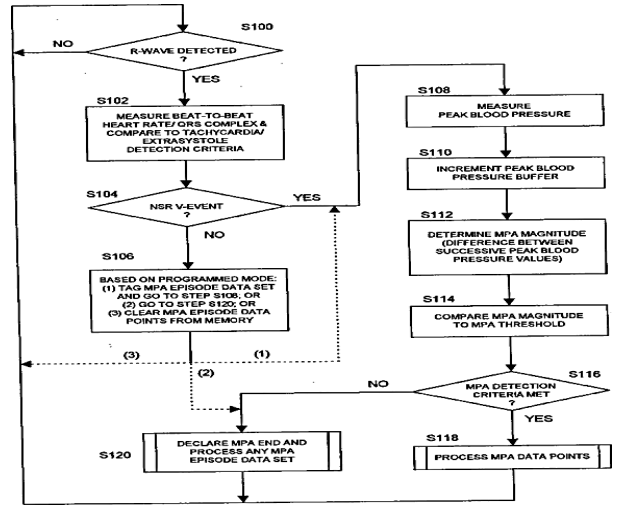 S100
NO
R-WAVE DETECTED
?
YES
S102
MEASURE BEAT-TO-BEAT
HEART RATE/ QRS COMPLEX &
COMPARE TO TACHYCARDIA/
EXTRASYSTOLE
DETECTION CRITERIA
S104
NSR V-EVENT
?
YES
NO
S106
BASED ON PROGRAMMED MODE:
(1) TAG MPA EPISODE DATA SET
AND GO TO STEP S108; OR
(2) GO TO STEP S120; OR
(3) CLEAR MPA EPISODE DATA
POINTS FROM MEMORY
(3)
(1)
(2)
S108
MEASURE
PEAK BLOOD PRESSURE
S110
INCREMENT PEAK BLOOD
PRESSURE BUFFER
S112
DETERMINE MPA MAGNITUDE
(DIFFERENCE BETWEEN
SUCCESSIVE PEAK BLOOD
PRESSURE VALUES)
S114
COMPARE MPA MAGNITUDE
TO MPA THRESHOLD
S116
NO
MPA DETECTION
CRITERIA MET
?
YES
S118
PROCESS MPA DATA POINTS
S120
DECLARE MPA END AND
PROCESS ANY MPA
EPISODE DATA SET